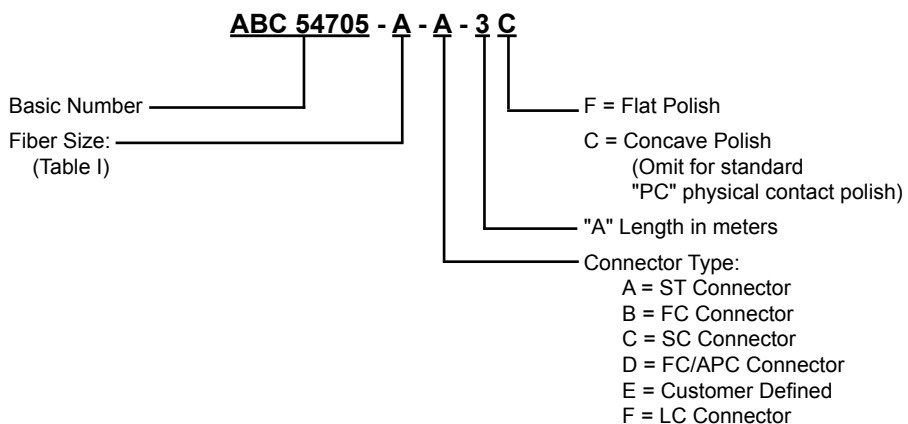 ABC 54705 - A - A - 3 C
Basic Number
Fiber Size:
(Table I)
F = Flat Polish
C = Concave Polish
(Omit for standard
"PC" physical contact polish)
"A" Length in meters
Connector Type:
A = ST Connector
B = FC Connector
C = SC Connector
D = FC/APC Connector
E = Customer Defined
F = LC Connector